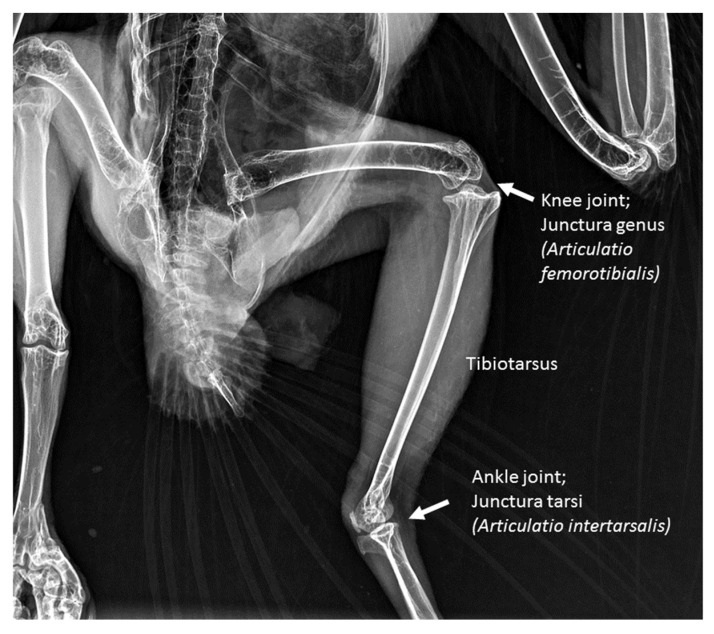 Knee joint;
Junctura genus
(Articulatio
femorotibialis)
Tibiotarsus
Ankle joint;
Junctura tarsi
(Articulatio intertarsalis)